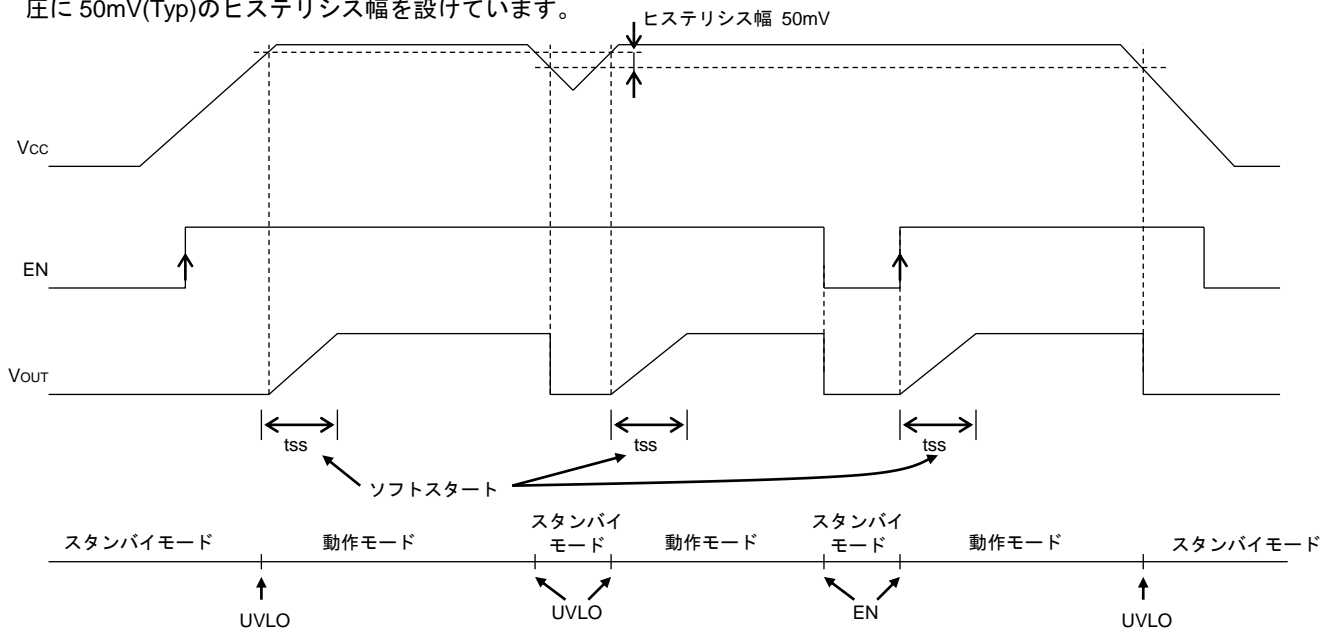 圧に 50mV(Typ)のヒステリシス幅を設けています。
ヒステリシス幅 50mV
VCC
EN
VOUT
tss
tss
tss
ソフトスタート
スタンバイモード
動作モード
スタンバイ
モード
動作モード
スタンバイ
モード
動作モード
スタンバイモード
UVLO
UVLO
EN
UVLO